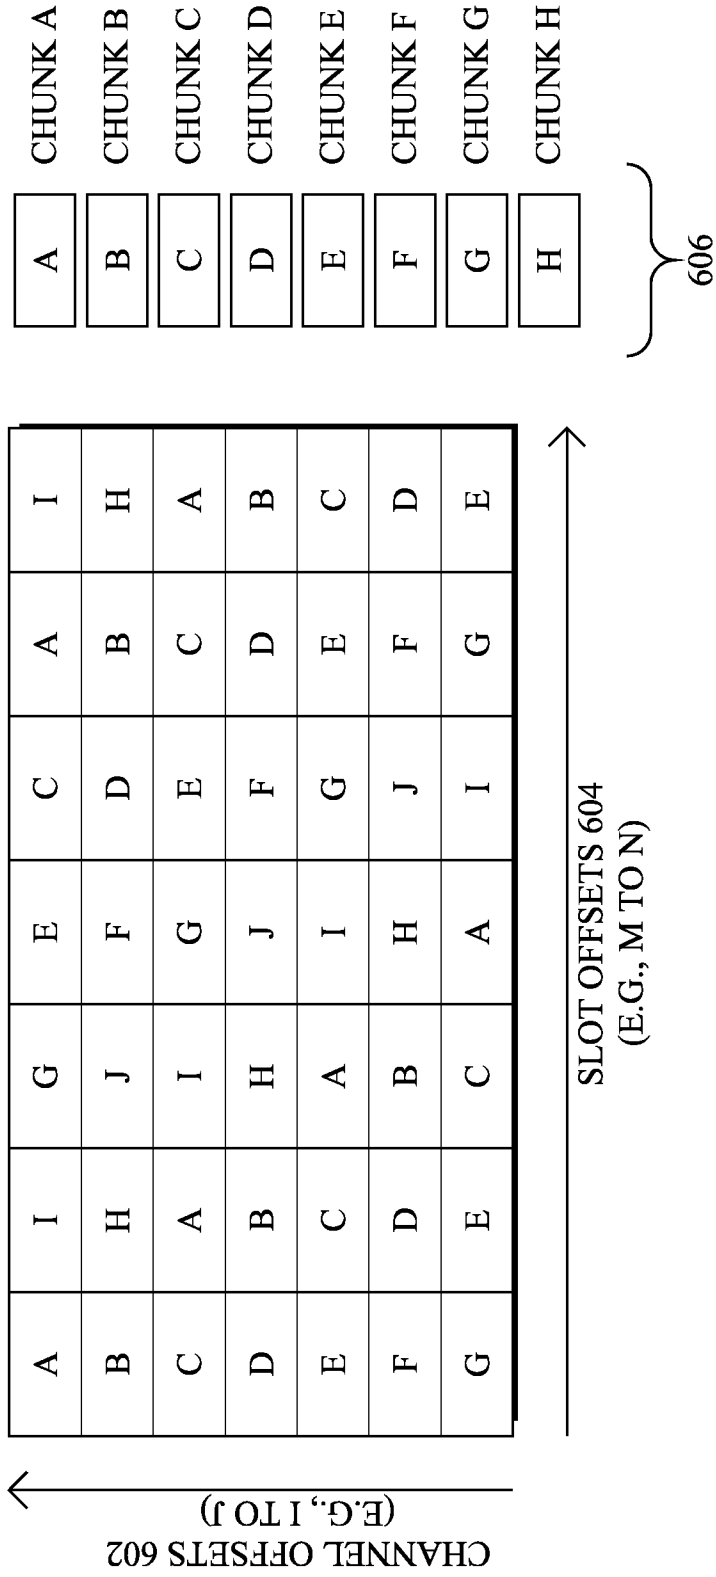 CHANNEL OFFSETS 602
(E.G., I TO J)
A I G E C A I
B H J F D B H
C A I G E C A
D B H J F D B
E C A I G E C
F D B H J F D
G E C A I G E
SLOT OFFSETS 604
(E.G., M TO N)
A CHUNK A
B CHUNK B
C CHUNK C
D CHUNK D
E CHUNK E
F CHUNK F
G CHUNK G
H CHUNK H
606